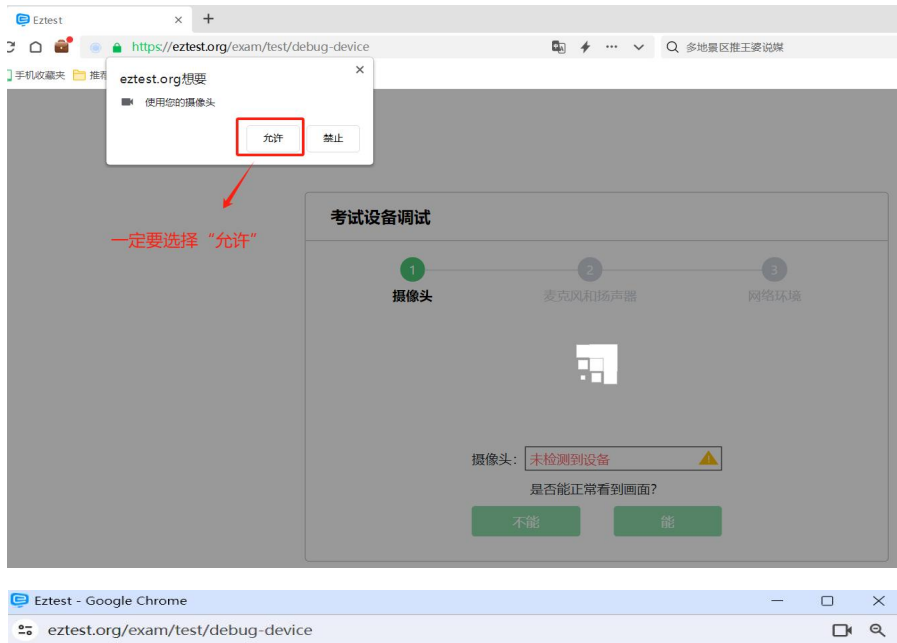 Eztest
https://eztest.org/exam/test/debug-device
多地景区推王婆说媒
手机收藏夹 推荐
eztest.org想要
使用您的摄像头
允许 禁止
一定要选择“允许”
考试设备调试
1 2 3
摄像头 麦克风和扬声器 网络环境
摄像头: 未检测到设备
是否能正常看到画面?
不能 能
Eztest - Google Chrome
eztest.org/exam/test/debug-device